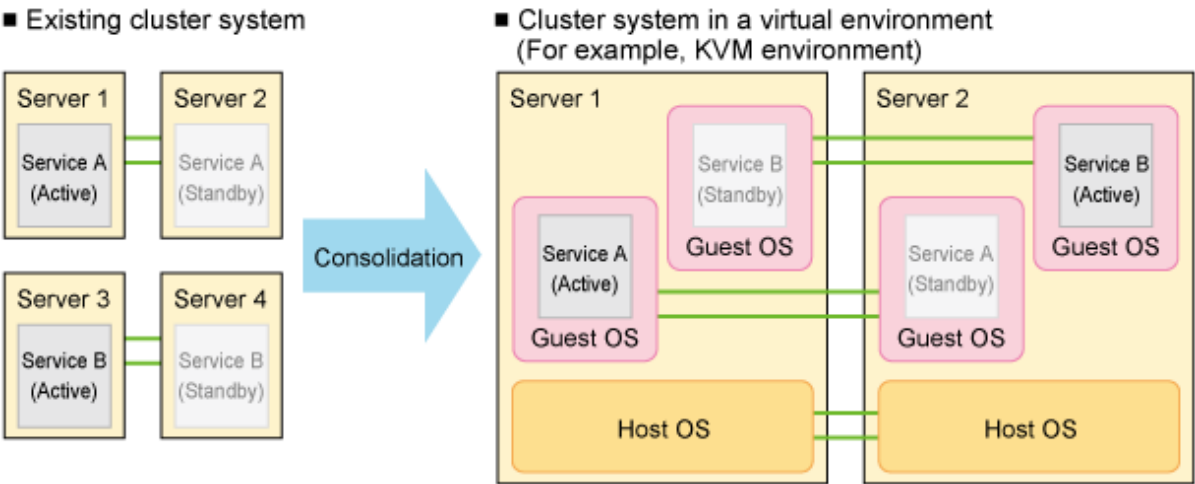 ■ Existing cluster system
Server 1
Service A
(Active)
Server 2
Service A
(Standby)
Server 3
Service B
(Active)
Server 4
Service B
(Standby)
Consolidation
■ Cluster system in a virtual environment
(For example, KVM environment)
Server 1
Service B
(Standby)
Guest OS
Service A
(Active)
Guest OS
Host OS
Server 2
Service B
(Active)
Guest OS
Service A
(Standby)
Guest OS
Host OS